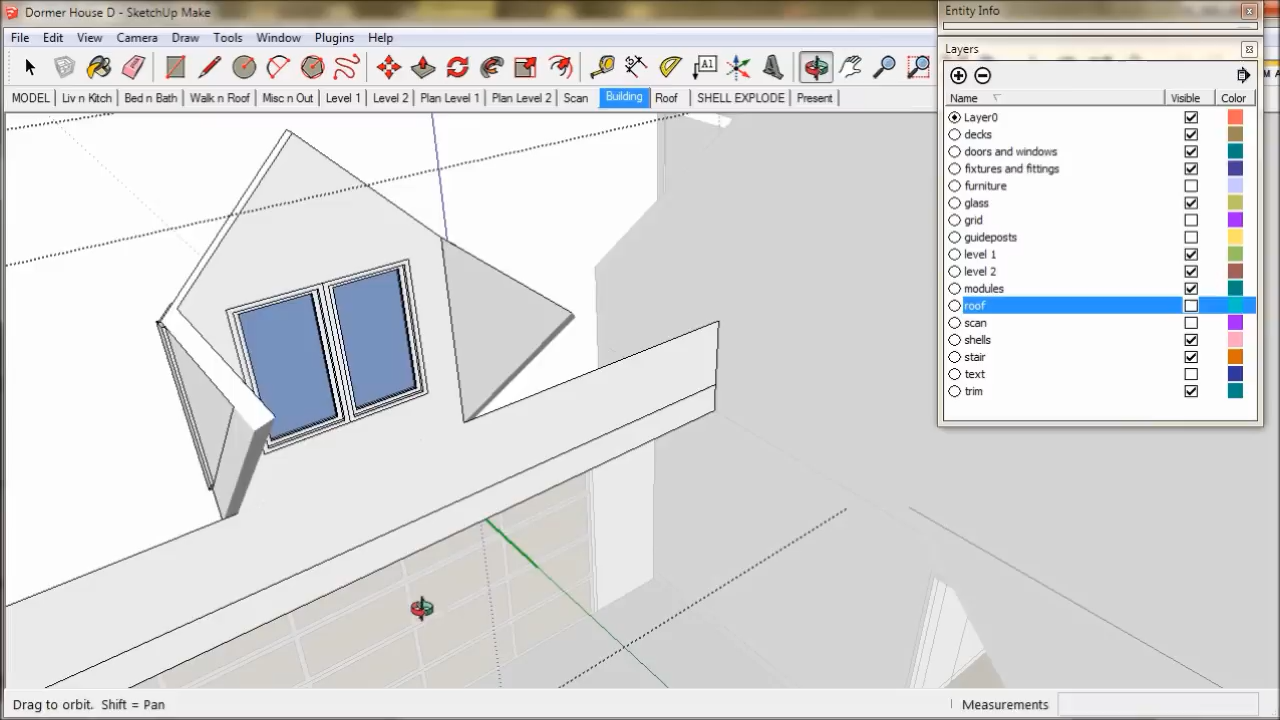 Dormer House D - SketchUp Make
Entity Info
File Edit View Camera Draw Tools Window Plugins Help
Layers
A1
MODEL Liv n Kitch Bed n Bath Walk n Roof Misc n Out Level 1 Level 2 Plan Level 1 Plan Level 2 Scan Building Roof SHELL EXPLODE Present
Name Visible Color
Layer0
decks
doors and windows
fixtures and fittings
furniture
glass
grid
guideposts
level 1
level 2
modules
roof
scan
shells
stair
text
trim
Drag to orbit. Shift = Pan
Measurements